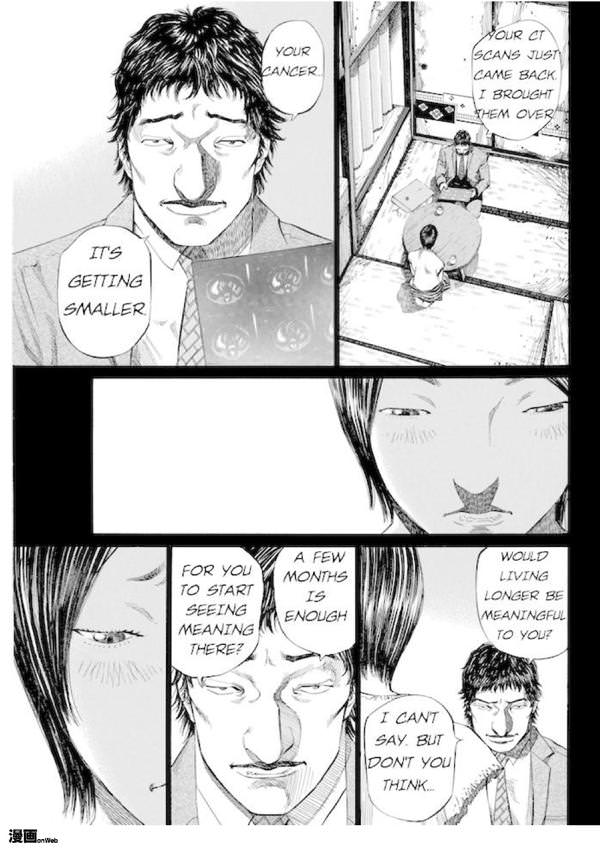 YOUR CT
SCANS JUST
CAME BACK.
I BROUGHT
THEM OVER
YOUR
CANCER...
IT'S
GETTING
SMALLER.
WOULD
LIVING
LONGER BE
MEANINGFUL
TO YOU?
I CAN'T
SAY. BUT
DON'T YOU
THINK...
A FEW
MONTHS
IS
ENOUGH
FOR YOU
TO START
SEEING
MEANING
THERE?
漫画onWeb